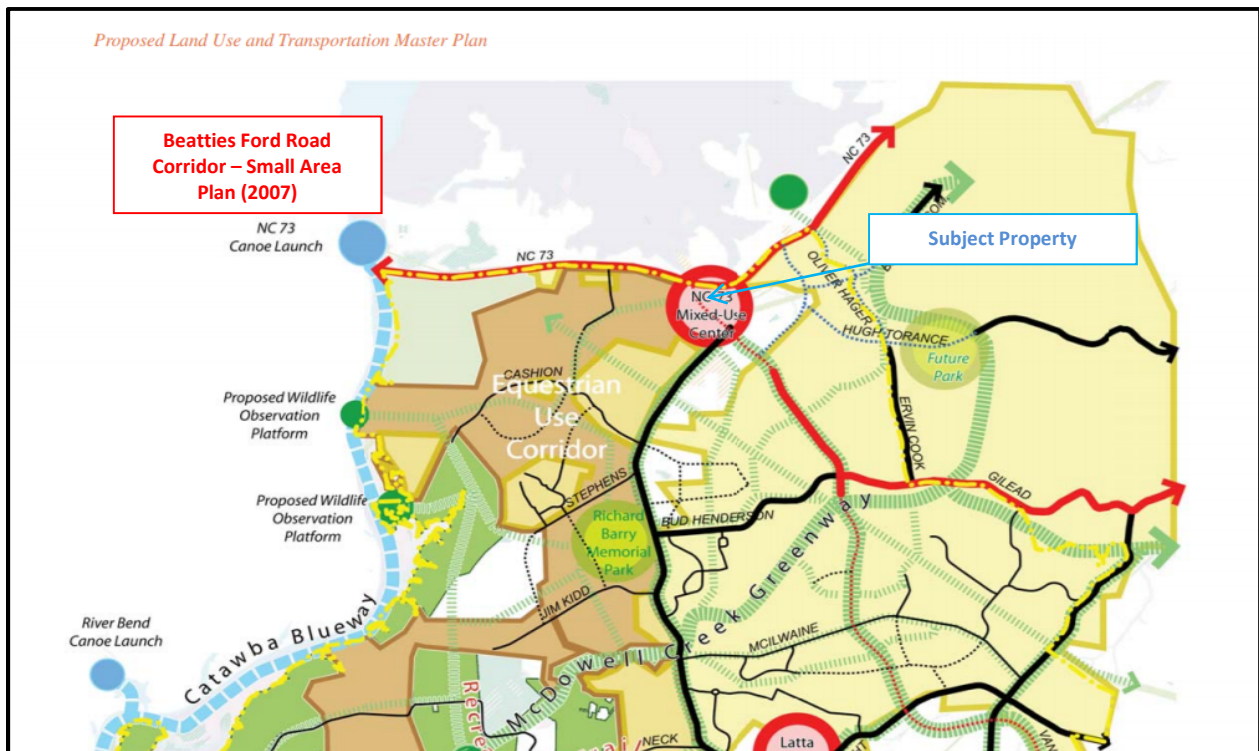 Proposed Land Use and Transportation Master Plan
Beatties Ford Road
Corridor – Small Area
Plan (2007)
NC 73
Canoe Launch
NC 73
NC 73
Subject Property
OLIVER HAGER
NC 73
Mixed-Use
Center
HUGH TORANCE
Future
Park
CASHION
Equestrian
Use
Corridor
ERVIN COOK
Proposed Wildlife
Observation
Platform
STEPHENS
GILEAD
Proposed Wildlife
Observation
Platform
Richard
Barry
Memorial
Park
BUD HENDERSON
JIM KIDD
River Bend
Canoe Launch
Catawba Blueway
McDowell Creek Greenway
MCILWAINE
NECK
Latta